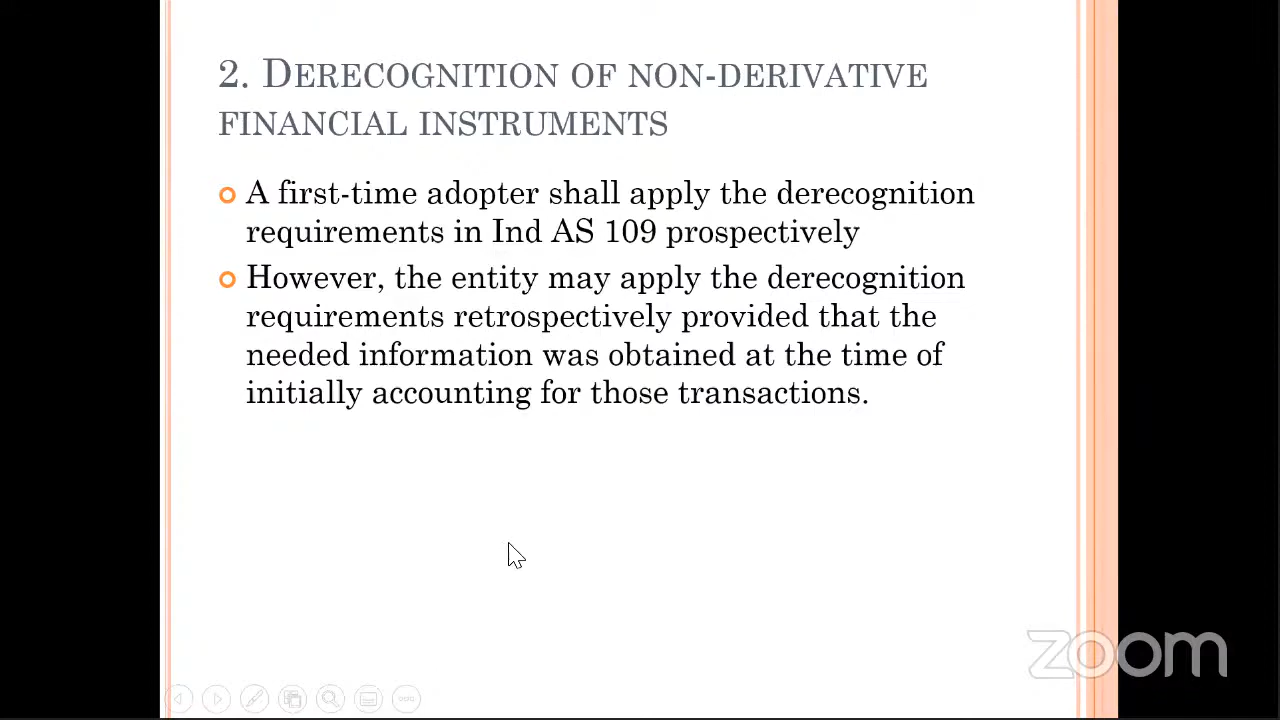 2. DERECOGNITION OF NON-DERIVATIVE
FINANCIAL INSTRUMENTS
A first-time adopter shall apply the derecognition
requirements in Ind AS 109 prospectively
However, the entity may apply the derecognition
requirements retrospectively provided that the
needed information was obtained at the time of
initially accounting for those transactions.
zoom